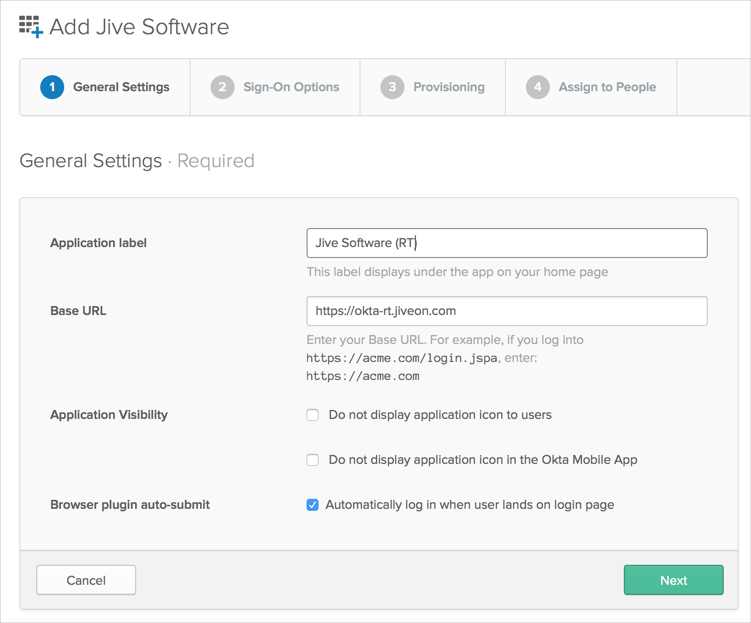 Add Jive Software
1 General Settings
2 Sign-On Options
3 Provisioning
4 Assign to People
General Settings · Required
Application label
Jive Software (RT)
This label displays under the app on your home page
Base URL
https://okta-rt.jiveon.com
Enter your Base URL. For example, if you log into
https://acme.com/login.jspa, enter:
https://acme.com
Application Visibility
Do not display application icon to users
Do not display application icon in the Okta Mobile App
Browser plugin auto-submit
Automatically log in when user lands on login page
Cancel
Next